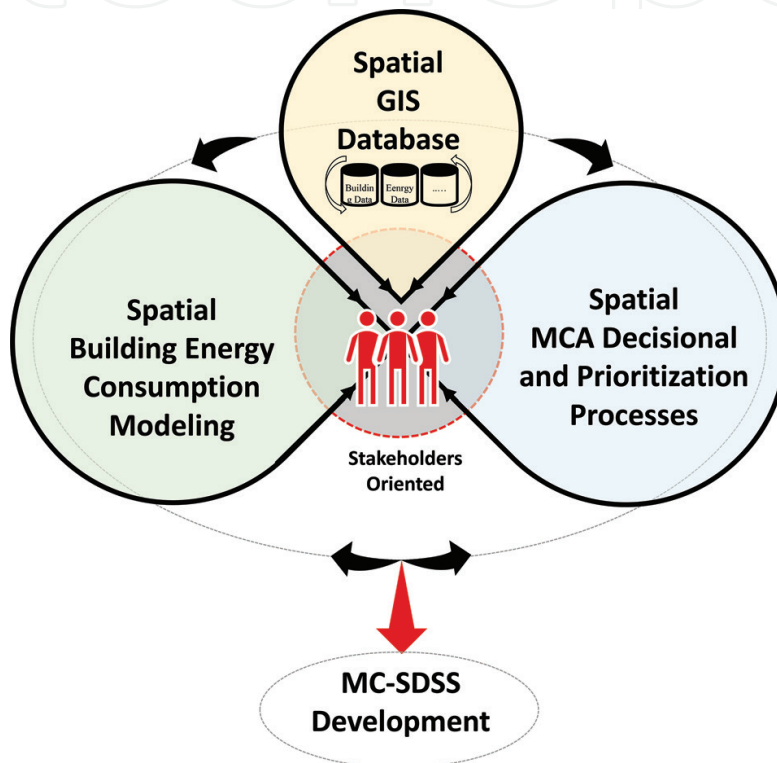 Spatial
GIS
Database
Buildin
g Data
Eenrgy
Data
.....
Spatial
Building Energy
Consumption
Modeling
Spatial
MCA Decisional
and Prioritization
Processes
Stakeholders
Oriented
MC-SDSS
Development